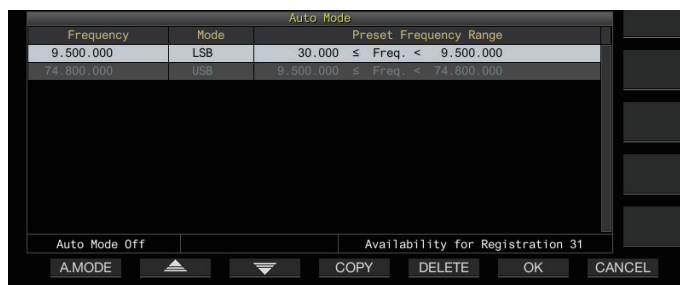 Auto Mode
Frequency Mode Preset Frequency Range
9.500.000 LSB 30.000 ≤ Freq. < 9.500.000
74.800.000 USB 9.500.000 ≤ Freq. < 74.800.000
Auto Mode Off Availability for Registration 31
A.MODE COPY DELETE OK CANCEL